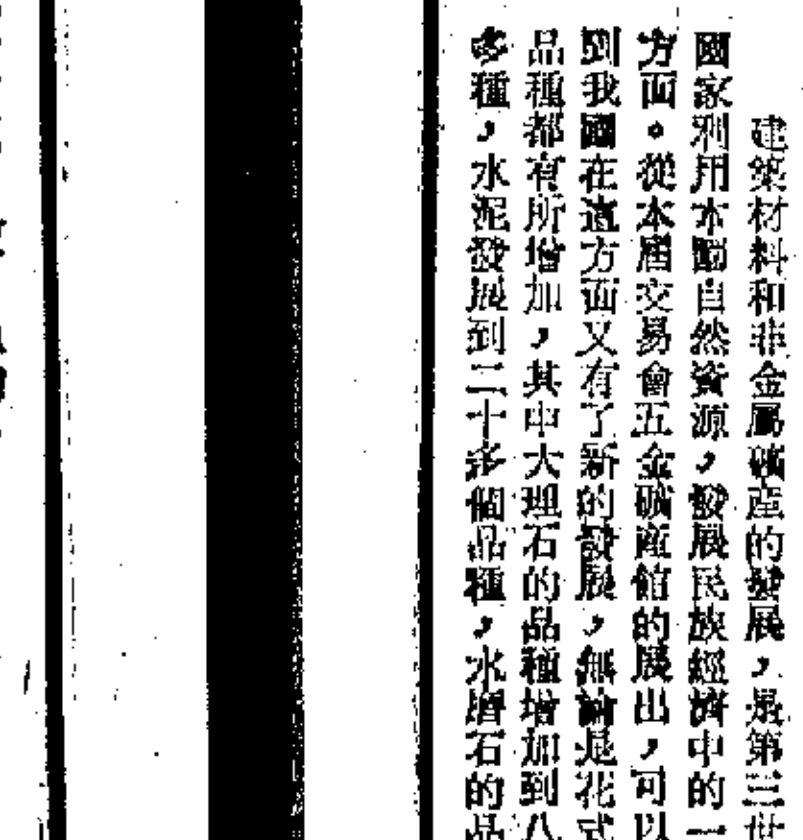 建築材料和非金屬礦產的發展，是第三世
國家利用本國自然資源，發展民族經濟中的一
方面。從本屆交易會五金礦產館的展出，可以
到我國在這方面又有了新的發展，無論是花式
品種都有所增加，其中大理石的品種增加到八
多種，水泥發展到二十多個品種，水磨石的品